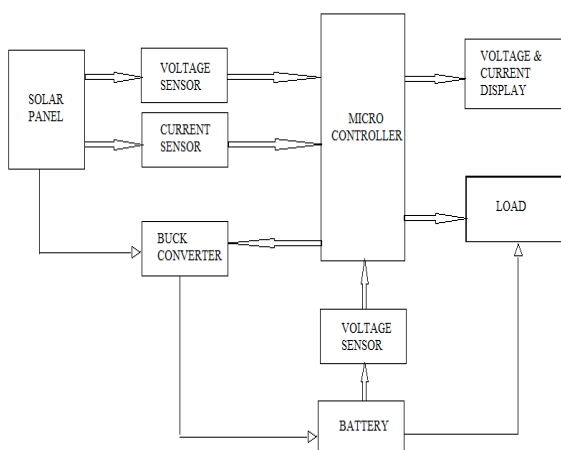 SOLAR
PANEL
VOLTAGE
SENSOR
CURRENT
SENSOR
BUCK
CONVERTER
MICRO
CONTROLLER
VOLTAGE
SENSOR
BATTERY
VOLTAGE &
CURRENT
DISPLAY
LOAD